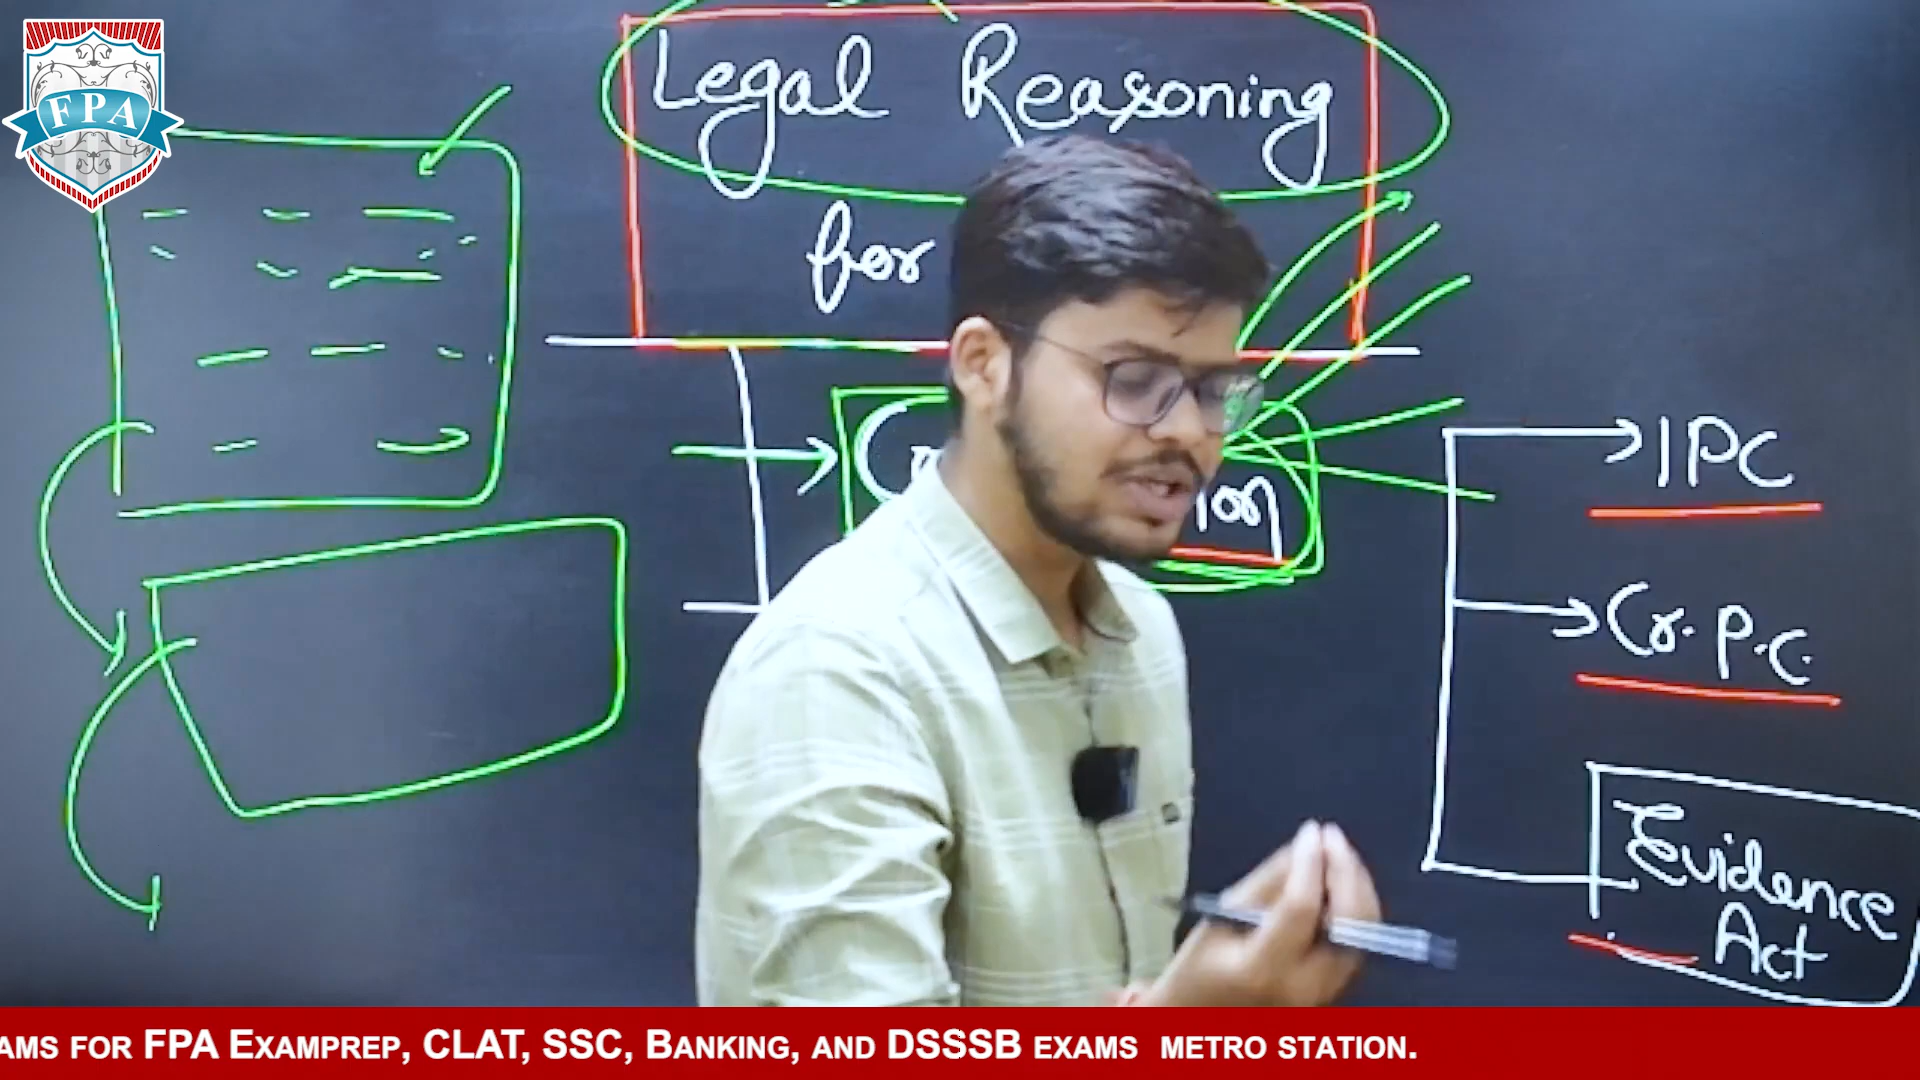 FPA
Legal Reasoning
for
IPC
Cr.P.C.
Evidence
Act
AMS FOR FPA EXAMPREP, CLAT, SSC, BANKING, AND DSSSB EXAMS METRO STATION.